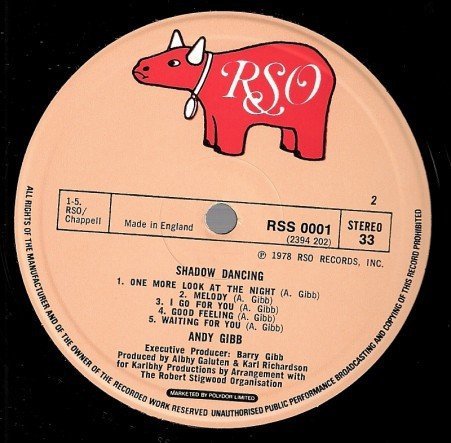 RSO
2
1-5.
RSO/
Chappell
Made in England
RSS 0001
(2394 202)
STEREO
33
℗ 1978 RSO RECORDS, INC.
SHADOW DANCING
1. ONE MORE LOOK AT THE NIGHT (A. Gibb)
2. MELODY (A. Gibb)
3. I GO FOR YOU (A. Gibb)
4. GOOD FEELING (A. Gibb)
5. WAITING FOR YOU (A. Gibb)
ANDY GIBB
Executive Producer: Barry Gibb
Produced by Albhy Galuten & Karl Richardson
for Karlbhy Productions by Arrangement with
The Robert Stigwood Organisation
MARKETED BY POLYDOR LIMITED
ALL RIGHTS OF THE MANUFACTURER AND OF THE OWNER OF THE RECORDED WORK RESERVED UNAUTHORISED PUBLIC PERFORMANCE BROADCASTING AND COPYING OF THIS RECORD PROHIBITED